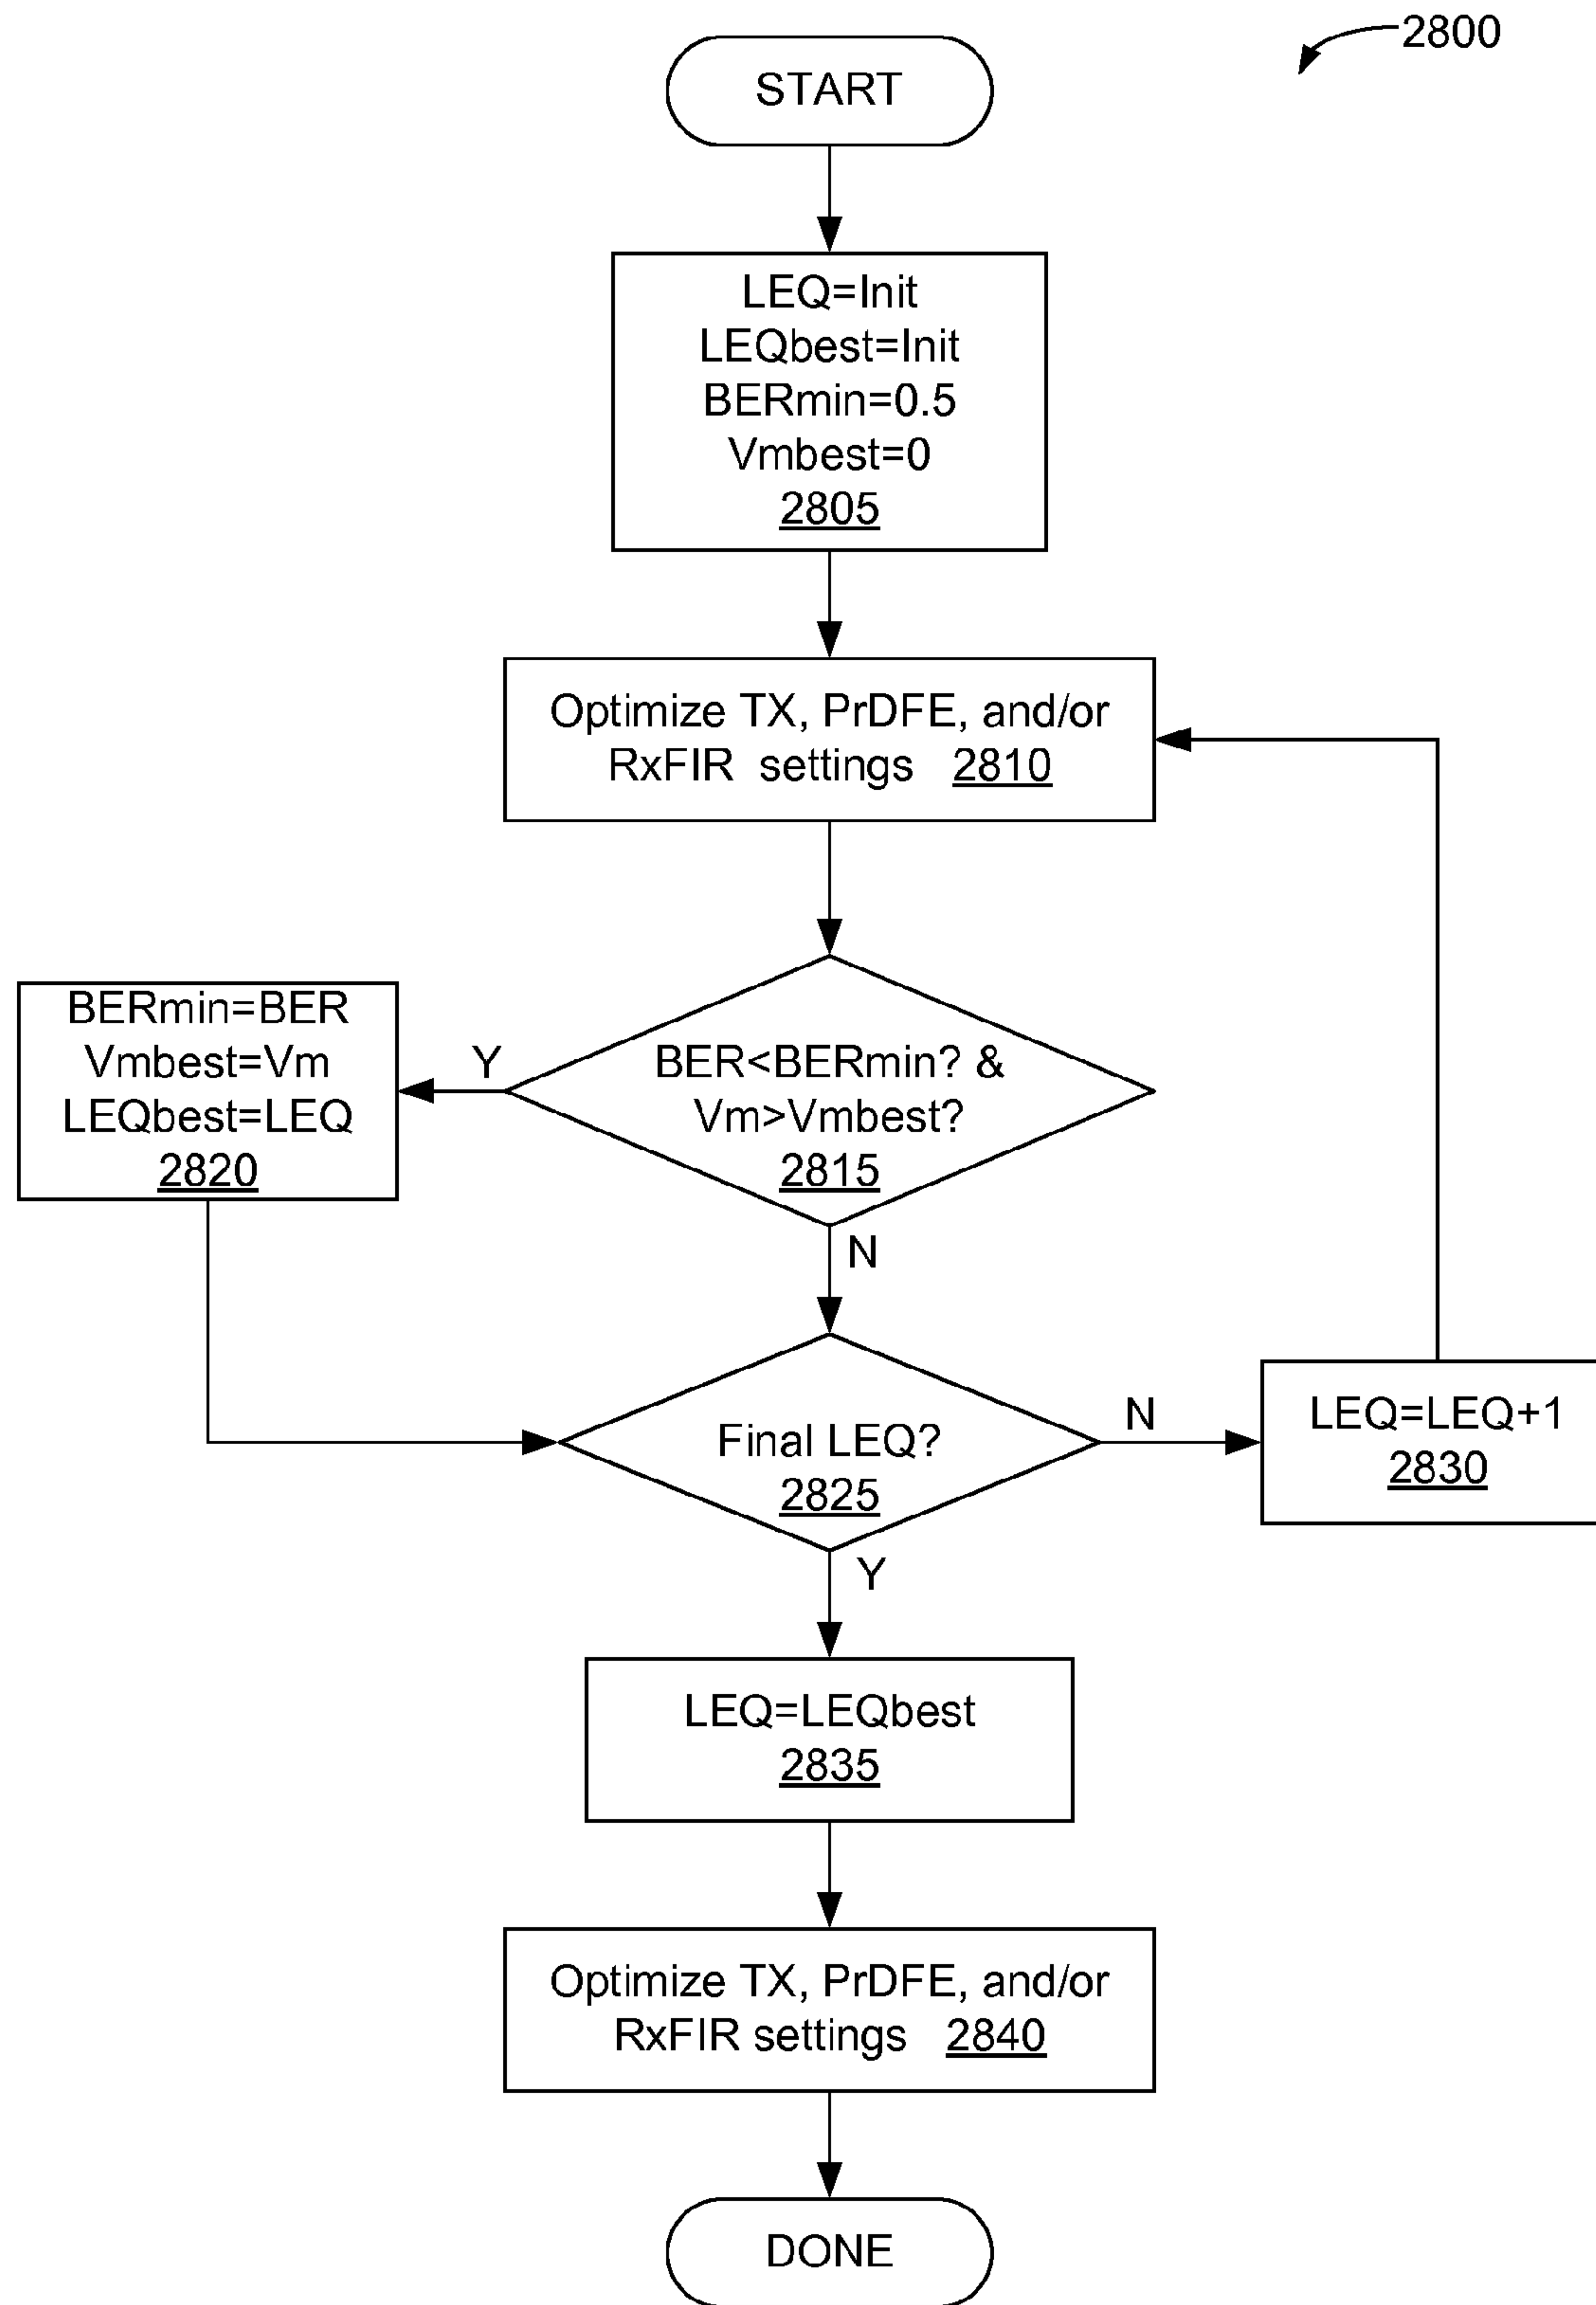 2800
START
LEQ=Init
LEQbest=Init
BERmin=0.5
Vmbest=0
2805
Optimize TX, PrDFE, and/or
RxFIR settings 2810
BERmin=BER
Vmbest=Vm
LEQbest=LEQ
2820
Y
BER<BERmin? &
Vm>Vmbest?
2815
N
Final LEQ?
2825
N
LEQ=LEQ+1
2830
Y
LEQ=LEQbest
2835
Optimize TX, PrDFE, and/or
RxFIR settings 2840
DONE